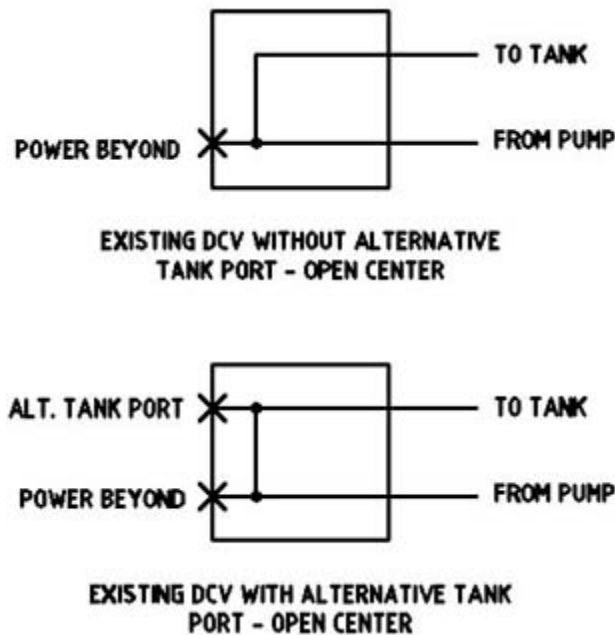 TO TANK
POWER BEYOND
FROM PUMP
EXISTING DCV WITHOUT ALTERNATIVE
TANK PORT - OPEN CENTER
ALT. TANK PORT
TO TANK
POWER BEYOND
FROM PUMP
EXISTING DCV WITH ALTERNATIVE TANK
PORT - OPEN CENTER